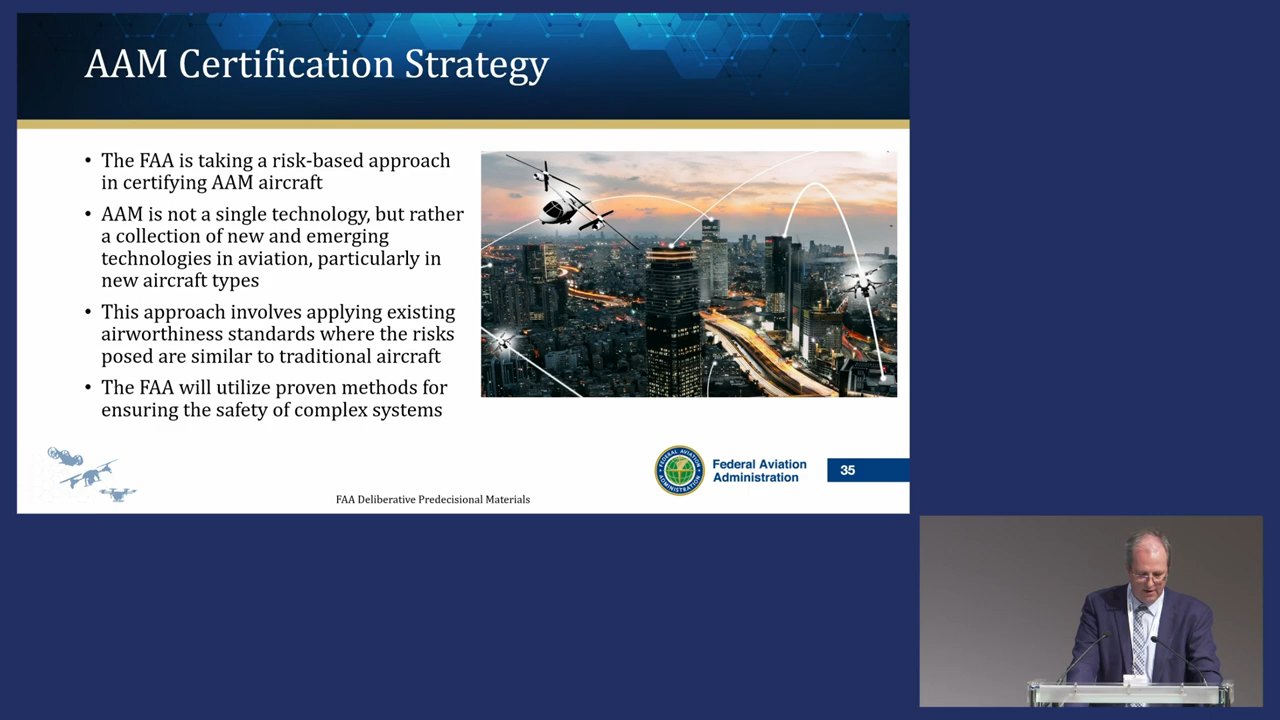 AAM Certification Strategy
• The FAA is taking a risk-based approach
in certifying AAM aircraft
• AAM is not a single technology, but rather
a collection of new and emerging
technologies in aviation, particularly in
new aircraft types
• This approach involves applying existing
airworthiness standards where the risks
posed are similar to traditional aircraft
• The FAA will utilize proven methods for
ensuring the safety of complex systems
FEDERAL AVIATION
ADMINISTRATION
Federal Aviation
Administration
35
FAA Deliberative Predecisional Materials